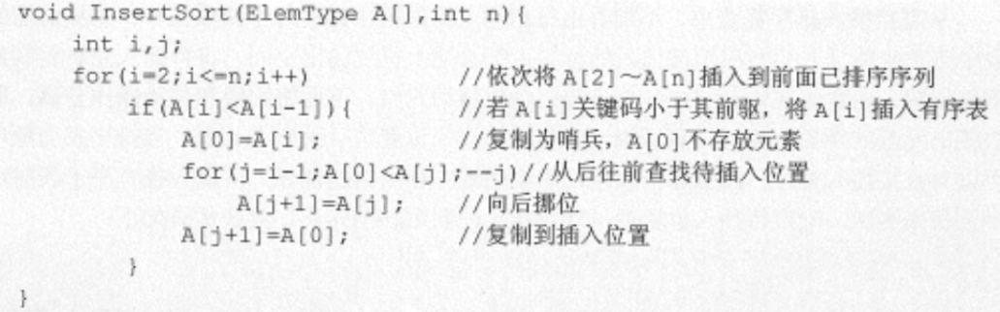 void InsertSort(ElemType A[],int n){
int i,j;
for(i=2;i<=n;i++) //依次将A[2]～A[n]插入到前面已排序序列
if(A[i]<A[i-1]){ //若A[i]关键码小于其前驱，将A[i]插入有序表
A[0]=A[i]; //复制为哨兵，A[0]不存放元素
for(j=i-1;A[0]<A[j];--j)//从后往前查找待插入位置
A[j+1]=A[j]; //向后挪位
A[j+1]=A[0]; //复制到插入位置
}
}